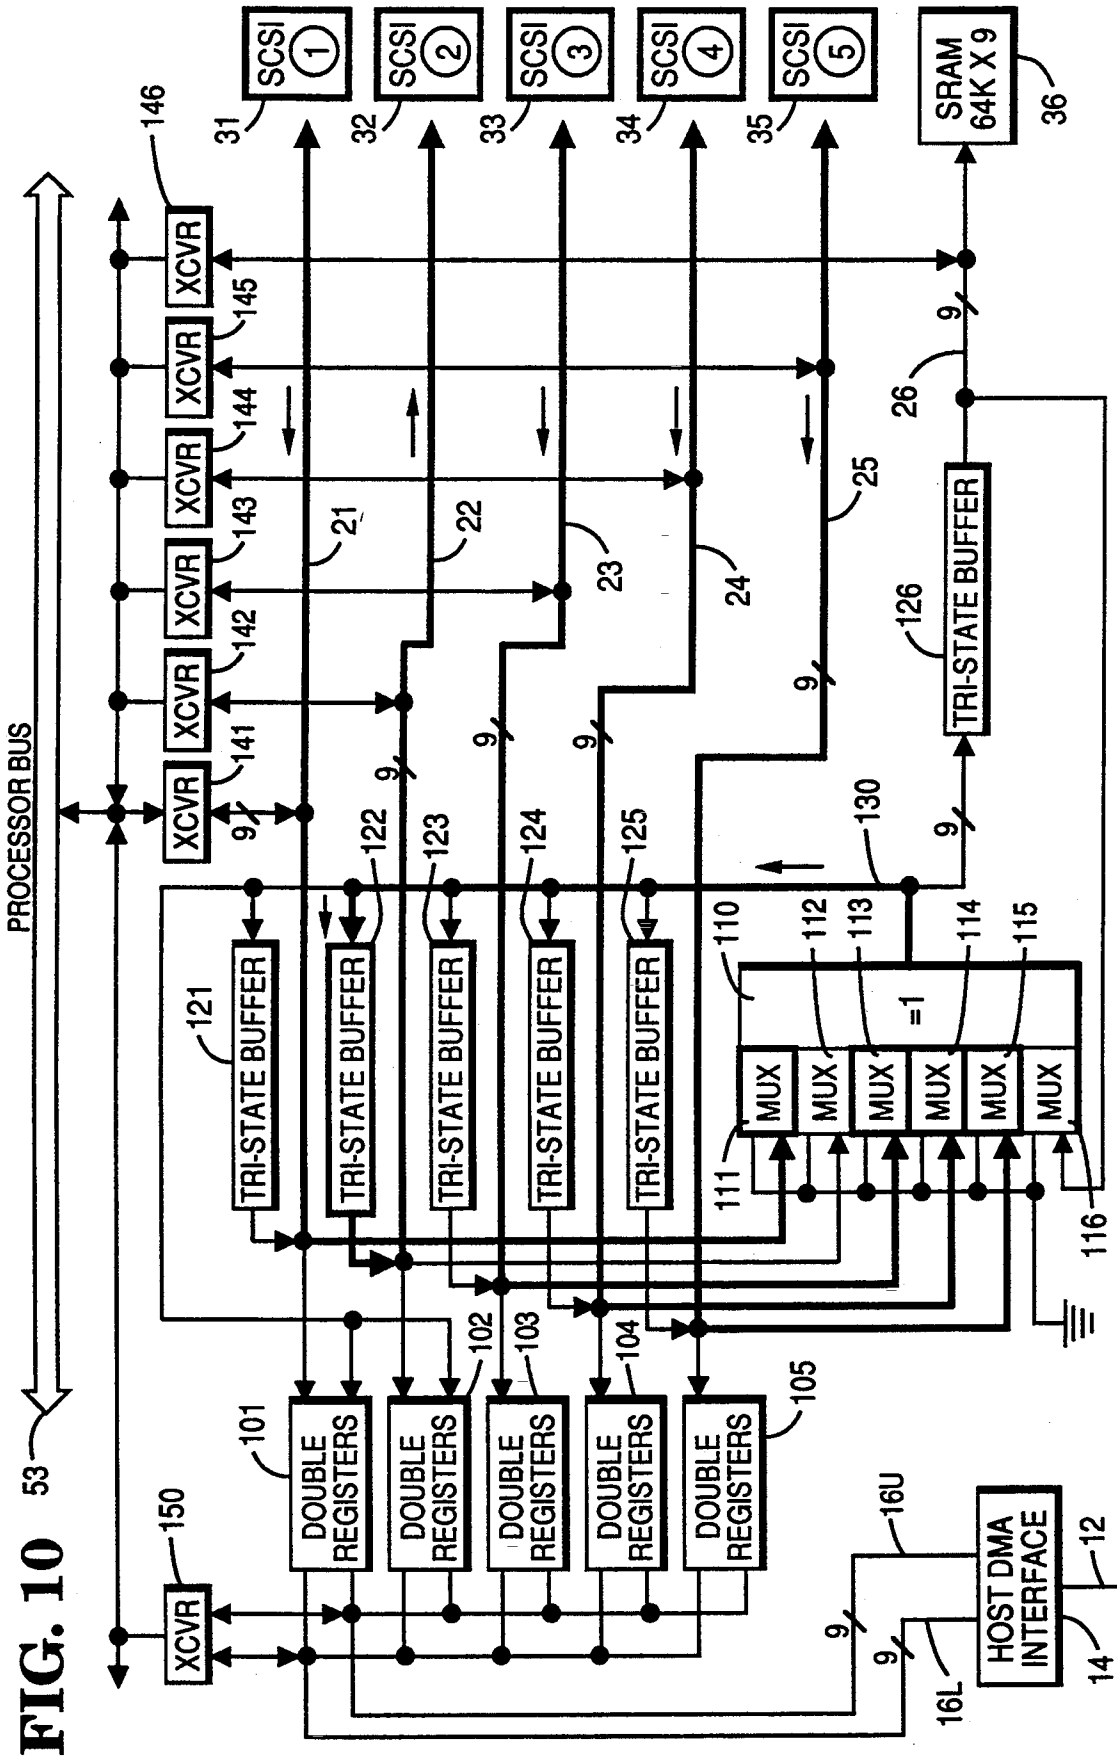 FIG. 10
53
PROCESSOR BUS
150
XCVR
XCVR
141
XCVR
142
XCVR
143
XCVR
144
XCVR
145
XCVR
146
9
101
DOUBLE
REGISTERS
102
DOUBLE
REGISTERS
103
DOUBLE
REGISTERS
104
DOUBLE
REGISTERS
105
DOUBLE
REGISTERS
121
TRI-STATE BUFFER
122
TRI-STATE BUFFER
123
TRI-STATE BUFFER
124
TRI-STATE BUFFER
125
TRI-STATE BUFFER
21
22
23
24
25
9
9
9
9
31
SCSI
1
32
SCSI
2
33
SCSI
3
34
SCSI
4
35
SCSI
5
110
111
MUX
112
MUX
113
MUX
114
MUX
115
MUX
116
MUX
=1
130
9
126
TRI-STATE BUFFER
26
9
SRAM
64K X 9
36
16U
9
16L
9
HOST DMA
INTERFACE
14
12